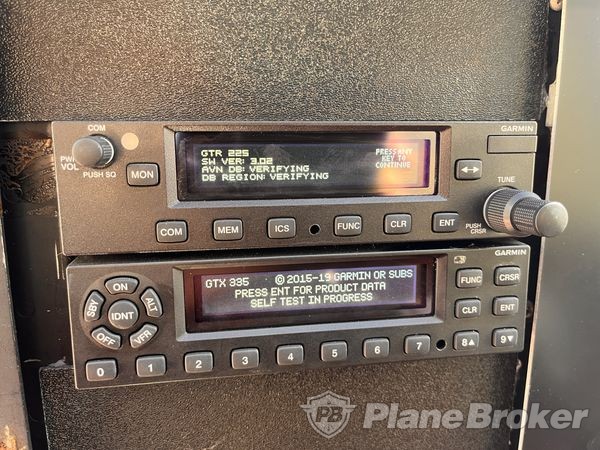 GARMIN
COM
PWR
VOL
PUSH SQ
MON
GTR 225
SW VER: 3.02
AVN DB: VERIFYING
DB REGION: VERIFYING
PRESS ANY
KEY TO
CONTINUE
TUNE
PUSH
CRSR
COM
MEM
ICS
FUNC
CLR
ENT
GARMIN
GTX 335 © 2015-19 GARMIN OR SUBS
PRESS ENT FOR PRODUCT DATA
SELF TEST IN PROGRESS
ON
SBY
ALT
IDNT
OFF
VFR
FUNC
CRSR
CLR
ENT
0 1 2 3 4 5 6 7 8▲ 9▼
PB PLANEBROKER